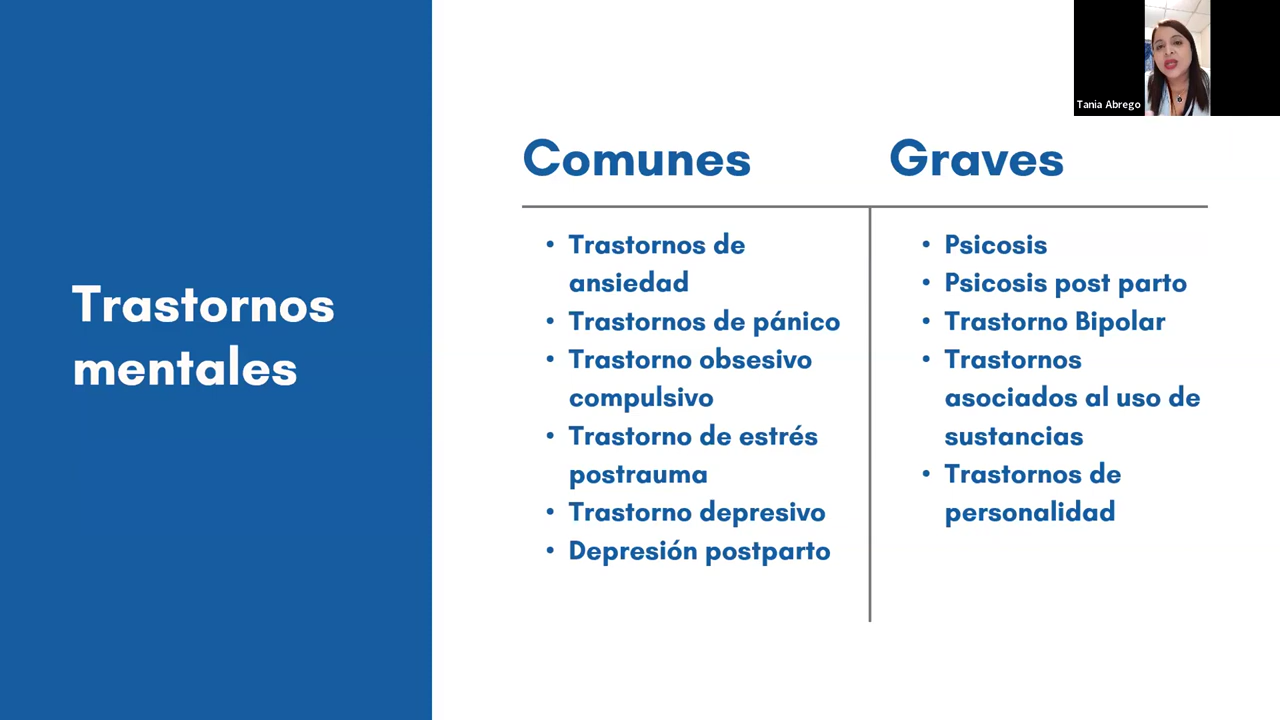 Tania Abrego
Trastornos
mentales
Comunes
• Trastornos de
ansiedad
• Trastornos de pánico
• Trastorno obsesivo
compulsivo
• Trastorno de estrés
postrauma
• Trastorno depresivo
• Depresión postparto
Graves
• Psicosis
• Psicosis post parto
• Trastorno Bipolar
• Trastornos
asociados al uso de
sustancias
• Trastornos de
personalidad